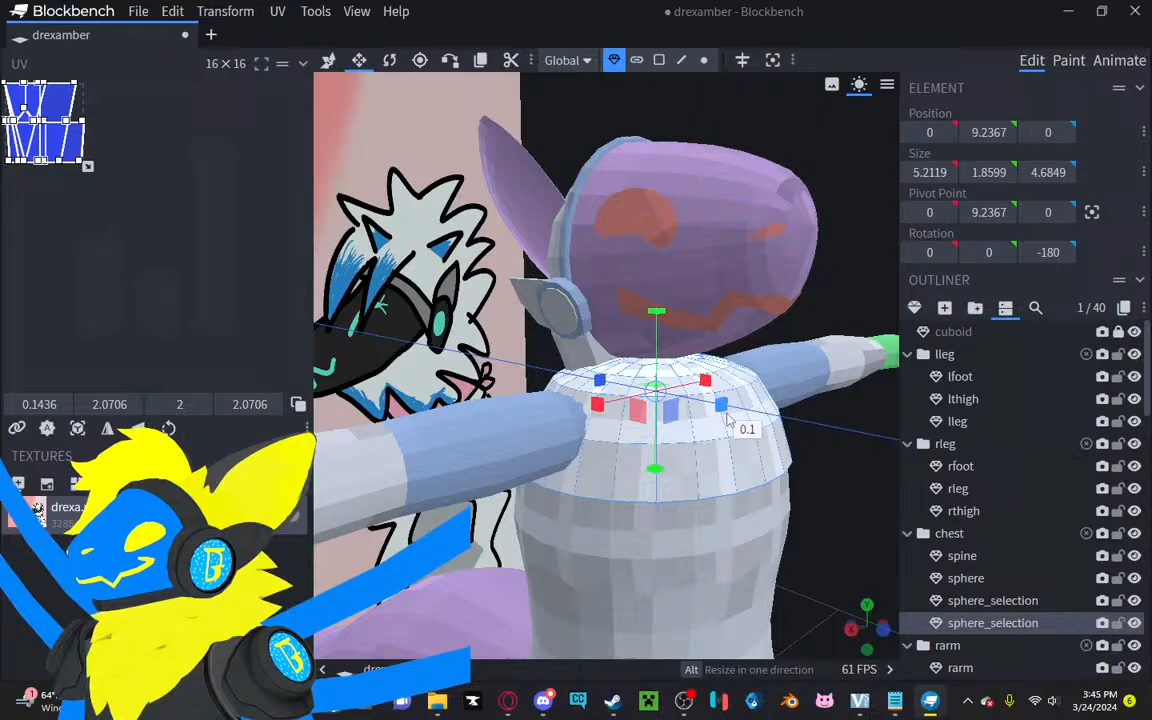 Blockbench File Edit Transform UV Tools View Help
● drexamber - Blockbench
drexamber ● +
UV 16 × 16
Global
Edit Paint Animate
ELEMENT
Position
0 9.2367 0
Size
5.2119 1.8599 4.6849
Pivot Point
0 9.2367 0
Rotation
0 0 -180
OUTLINER
1 / 40
cuboid
lleg
lfoot
lthigh
lleg
rleg
rfoot
rleg
rthigh
chest
spine
sphere
sphere_selection
sphere_selection
rarm
rarm
0.1
0.1436 2.0706 2 2.0706
TEXTURES
drexa
Alt Resize in one direction 61 FPS
64°
3:45 PM
3/24/2024
6